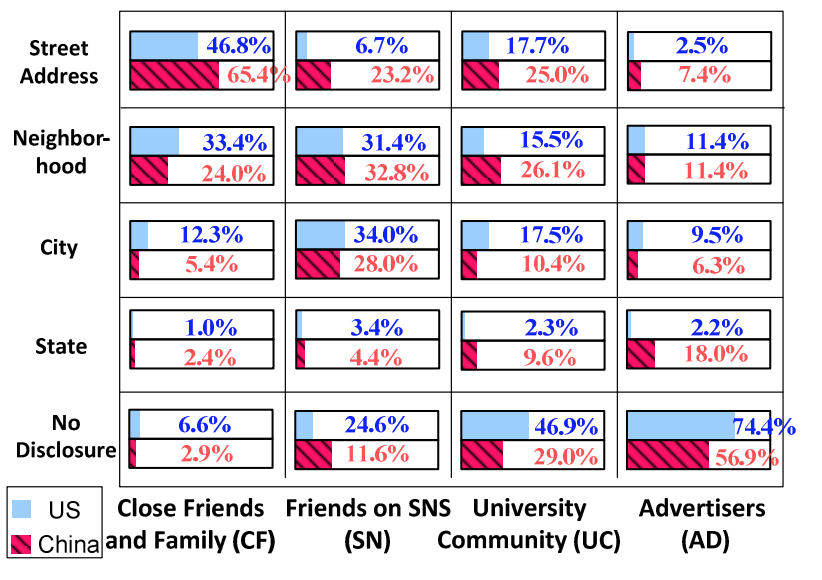 Street
Address
46.8%
65.4%
6.7%
23.2%
17.7%
25.0%
2.5%
7.4%
Neighbor-
hood
33.4%
24.0%
31.4%
32.8%
15.5%
26.1%
11.4%
11.4%
City
12.3%
5.4%
34.0%
28.0%
17.5%
10.4%
9.5%
6.3%
State
1.0%
2.4%
3.4%
4.4%
2.3%
9.6%
2.2%
18.0%
No
Disclosure
6.6%
2.9%
24.6%
11.6%
46.9%
29.0%
74.4%
56.9%
US
China
Close Friends
and Family (CF)
Friends on SNS
(SN)
University
Community (UC)
Advertisers
(AD)